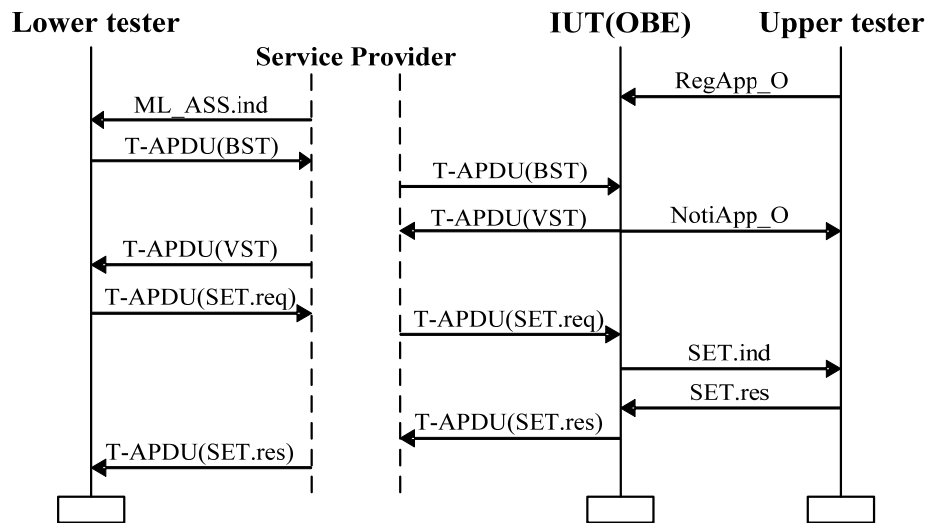 Lower tester
IUT(OBE)
Upper tester
Service Provider
RegApp_O
ML_ASS.ind
T-APDU(BST)
T-APDU(BST)
T-APDU(VST)
NotiApp_O
T-APDU(VST)
T-APDU(SET.req)
T-APDU(SET.req)
SET.ind
SET.res
T-APDU(SET.res)
T-APDU(SET.res)